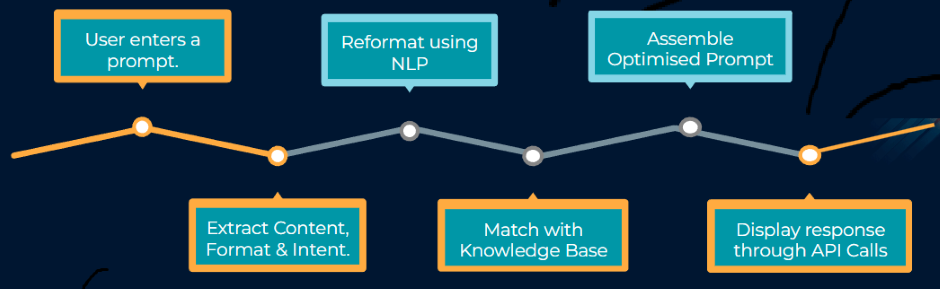 User enters a
prompt.
Extract Content,
Format & Intent.
Reformat using
NLP
Match with
Knowledge Base
Assemble
Optimised Prompt
Display response
through API Calls